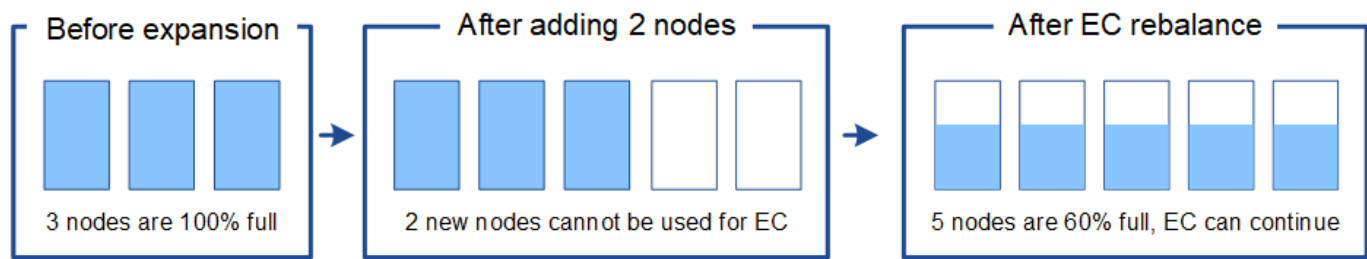 Before expansion
3 nodes are 100% full
After adding 2 nodes
2 new nodes cannot be used for EC
After EC rebalance
5 nodes are 60% full, EC can continue